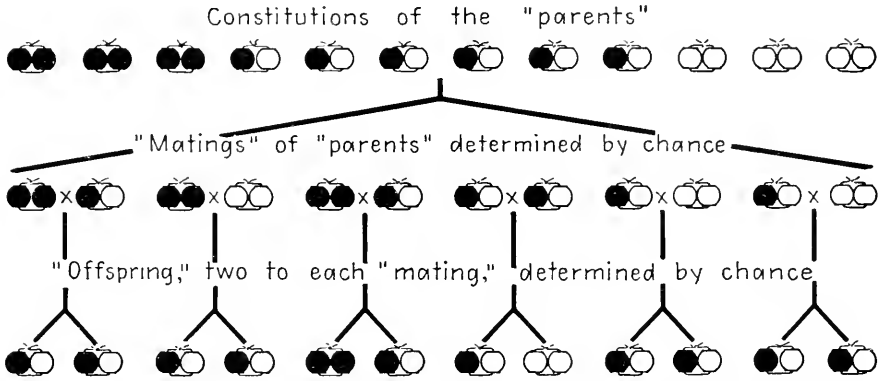 Constitutions of the "parents"
"Matings" of "parents" determined by chance
x x x x x x
"Offspring," two to each "mating," determined by chance